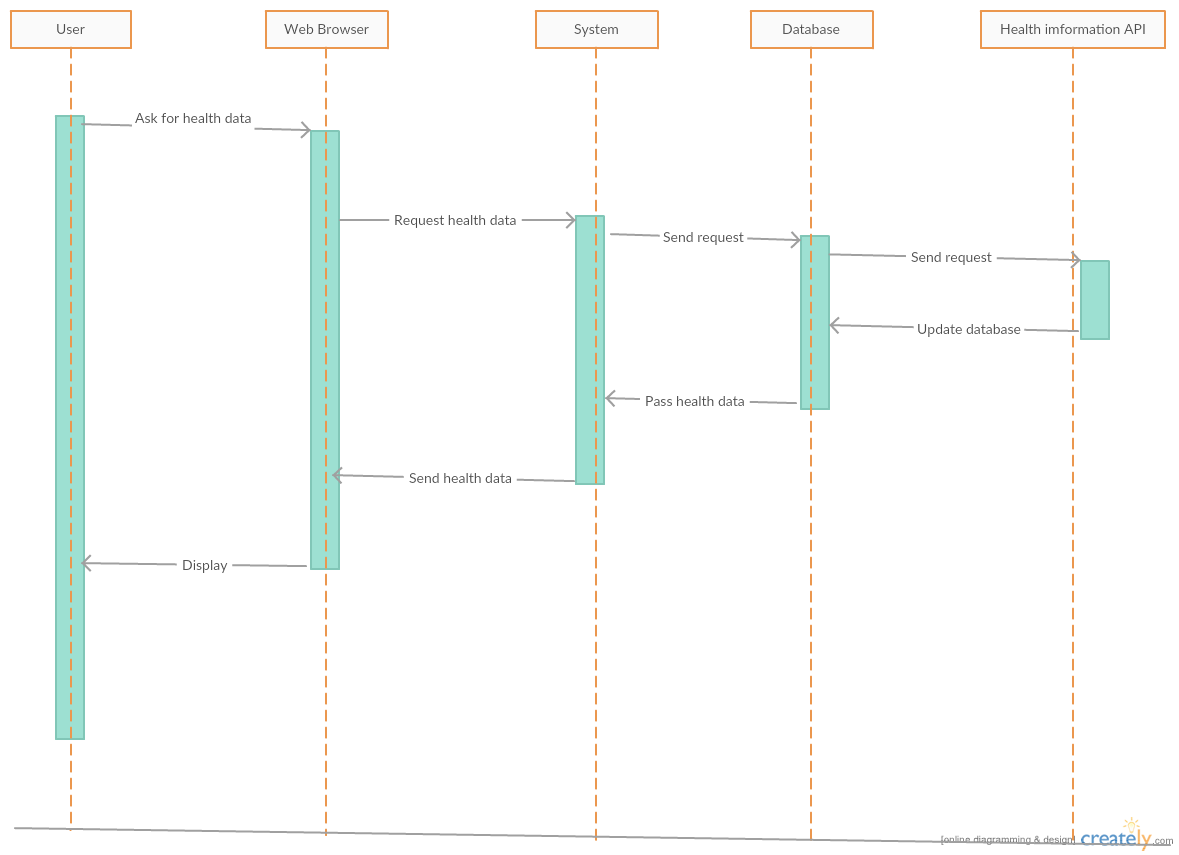 User
Web Browser
System
Database
Health imformation API
Ask for health data
Request health data
Send request
Send request
Update database
Pass health data
Send health data
Display
[online diagramming & design]
creately.com